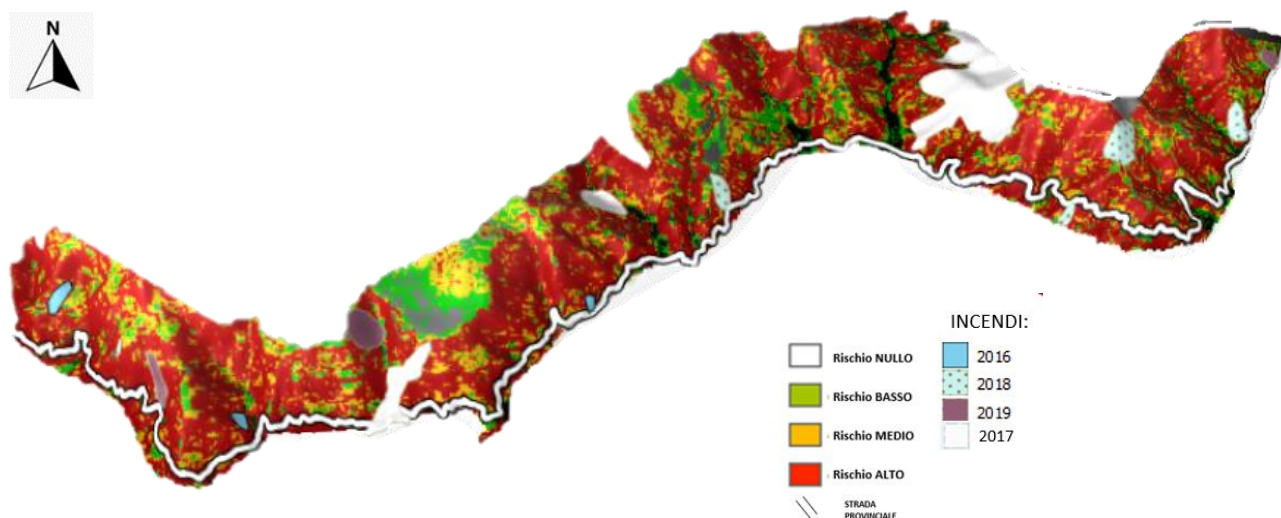 N
INCENDI:
Rischio NULLO
2016
Rischio BASSO
2018
2019
Rischio MEDIO
2017
Rischio ALTO
STRADA
PROVINCIALE